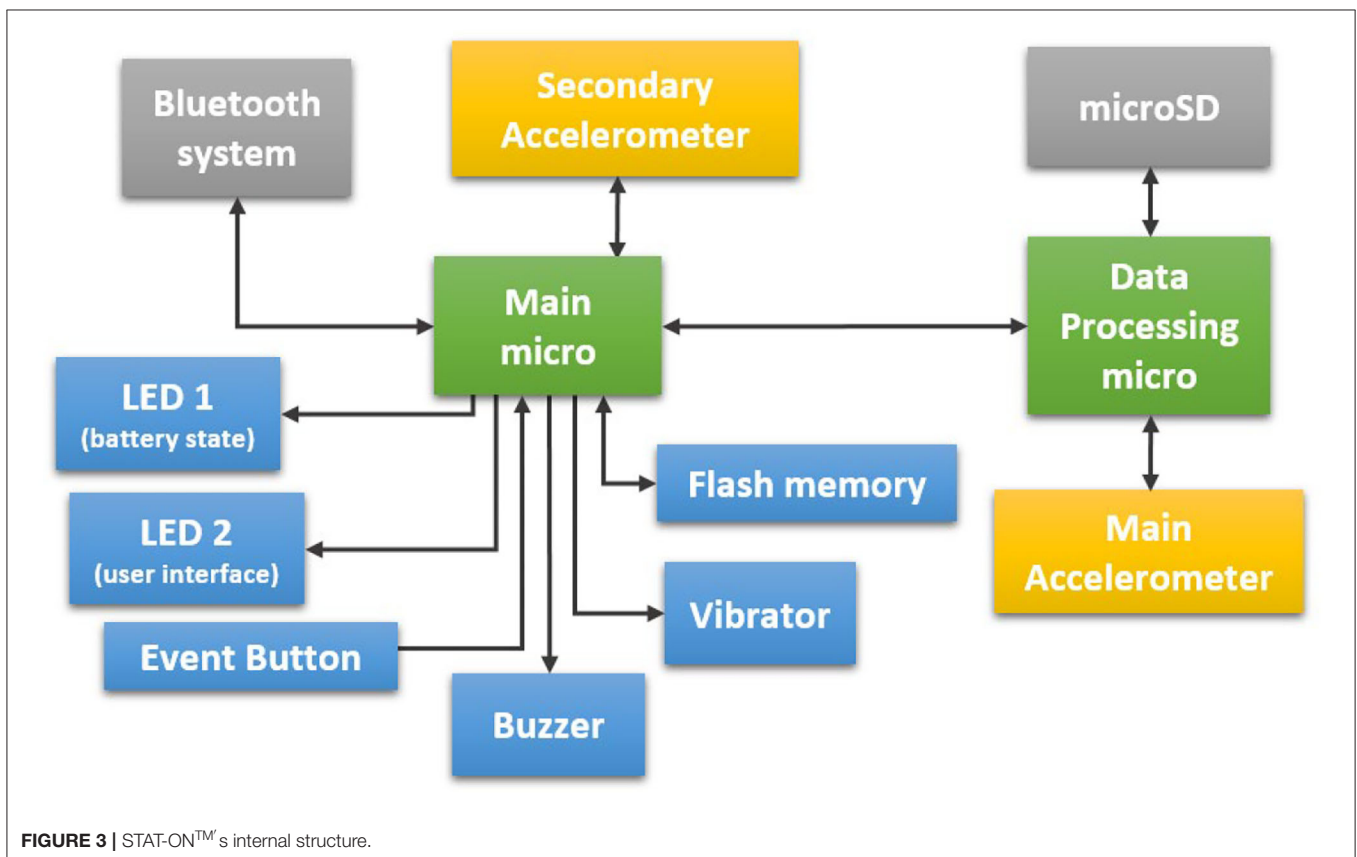 Bluetooth
system
Secondary
Accelerometer
microSD
Main
micro
Data
Processing
micro
LED 1
(battery state)
LED 2
(user interface)
Event Button
Buzzer
Flash memory
Vibrator
Main
Accelerometer
FIGURE 3 | STAT-ON™′s internal structure.